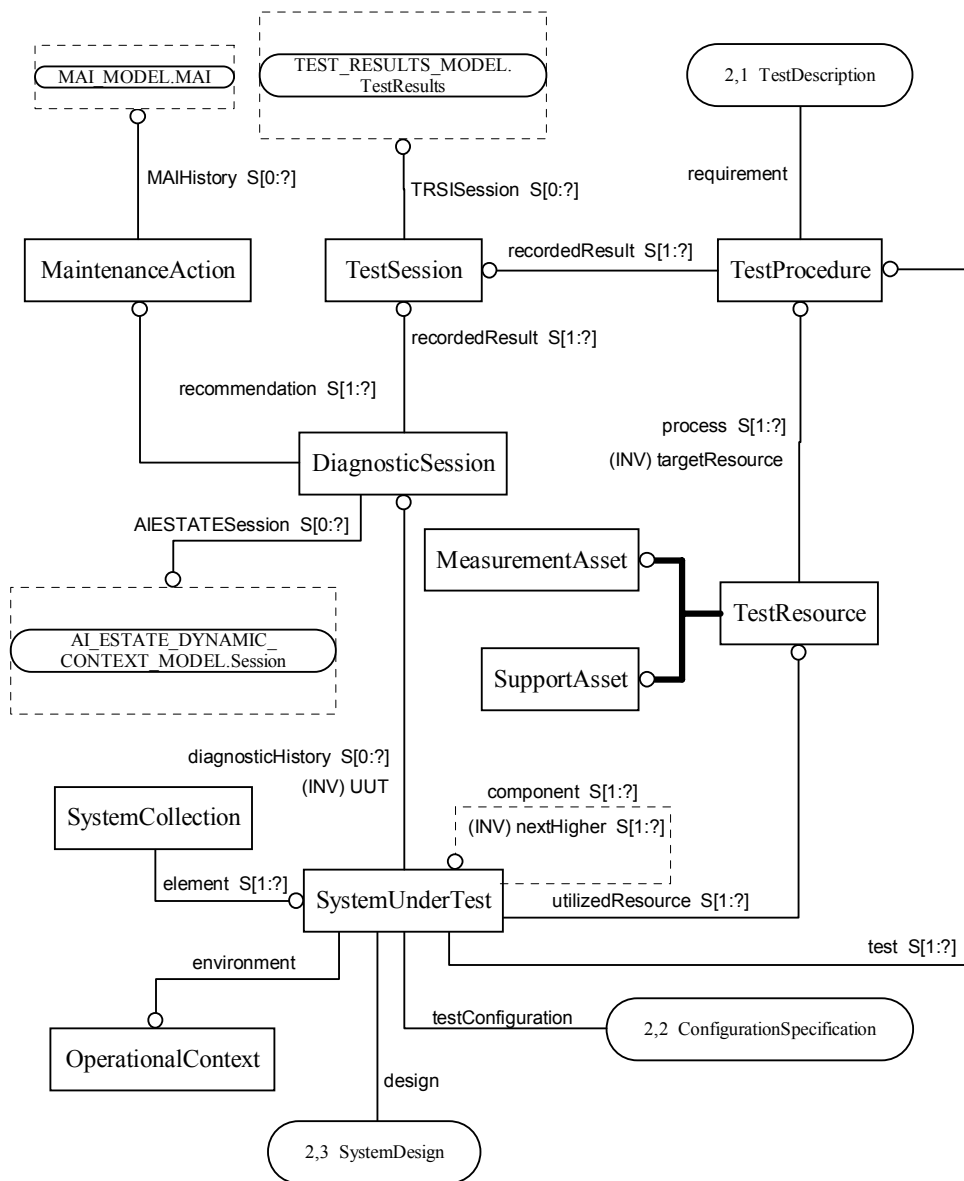 MAI_MODEL.MAI
TEST_RESULTS_MODEL.
TestResults
2,1 TestDescription
MAIHistory S[0:?]
TRSISession S[0:?]
requirement
MaintenanceAction
TestSession
recordedResult S[1:?]
TestProcedure
recordedResult S[1:?]
recommendation S[1:?]
process S[1:?]
(INV) targetResource
DiagnosticSession
AIESTATESession S[0:?]
MeasurementAsset
TestResource
AI_ESTATE_DYNAMIC_
CONTEXT_MODEL.Session
SupportAsset
diagnosticHistory S[0:?]
(INV) UUT
component S[1:?]
(INV) nextHigher S[1:?]
SystemCollection
element S[1:?]
SystemUnderTest
utilizedResource S[1:?]
test S[1:?]
environment
testConfiguration
2,2 ConfigurationSpecification
OperationalContext
design
2,3 SystemDesign